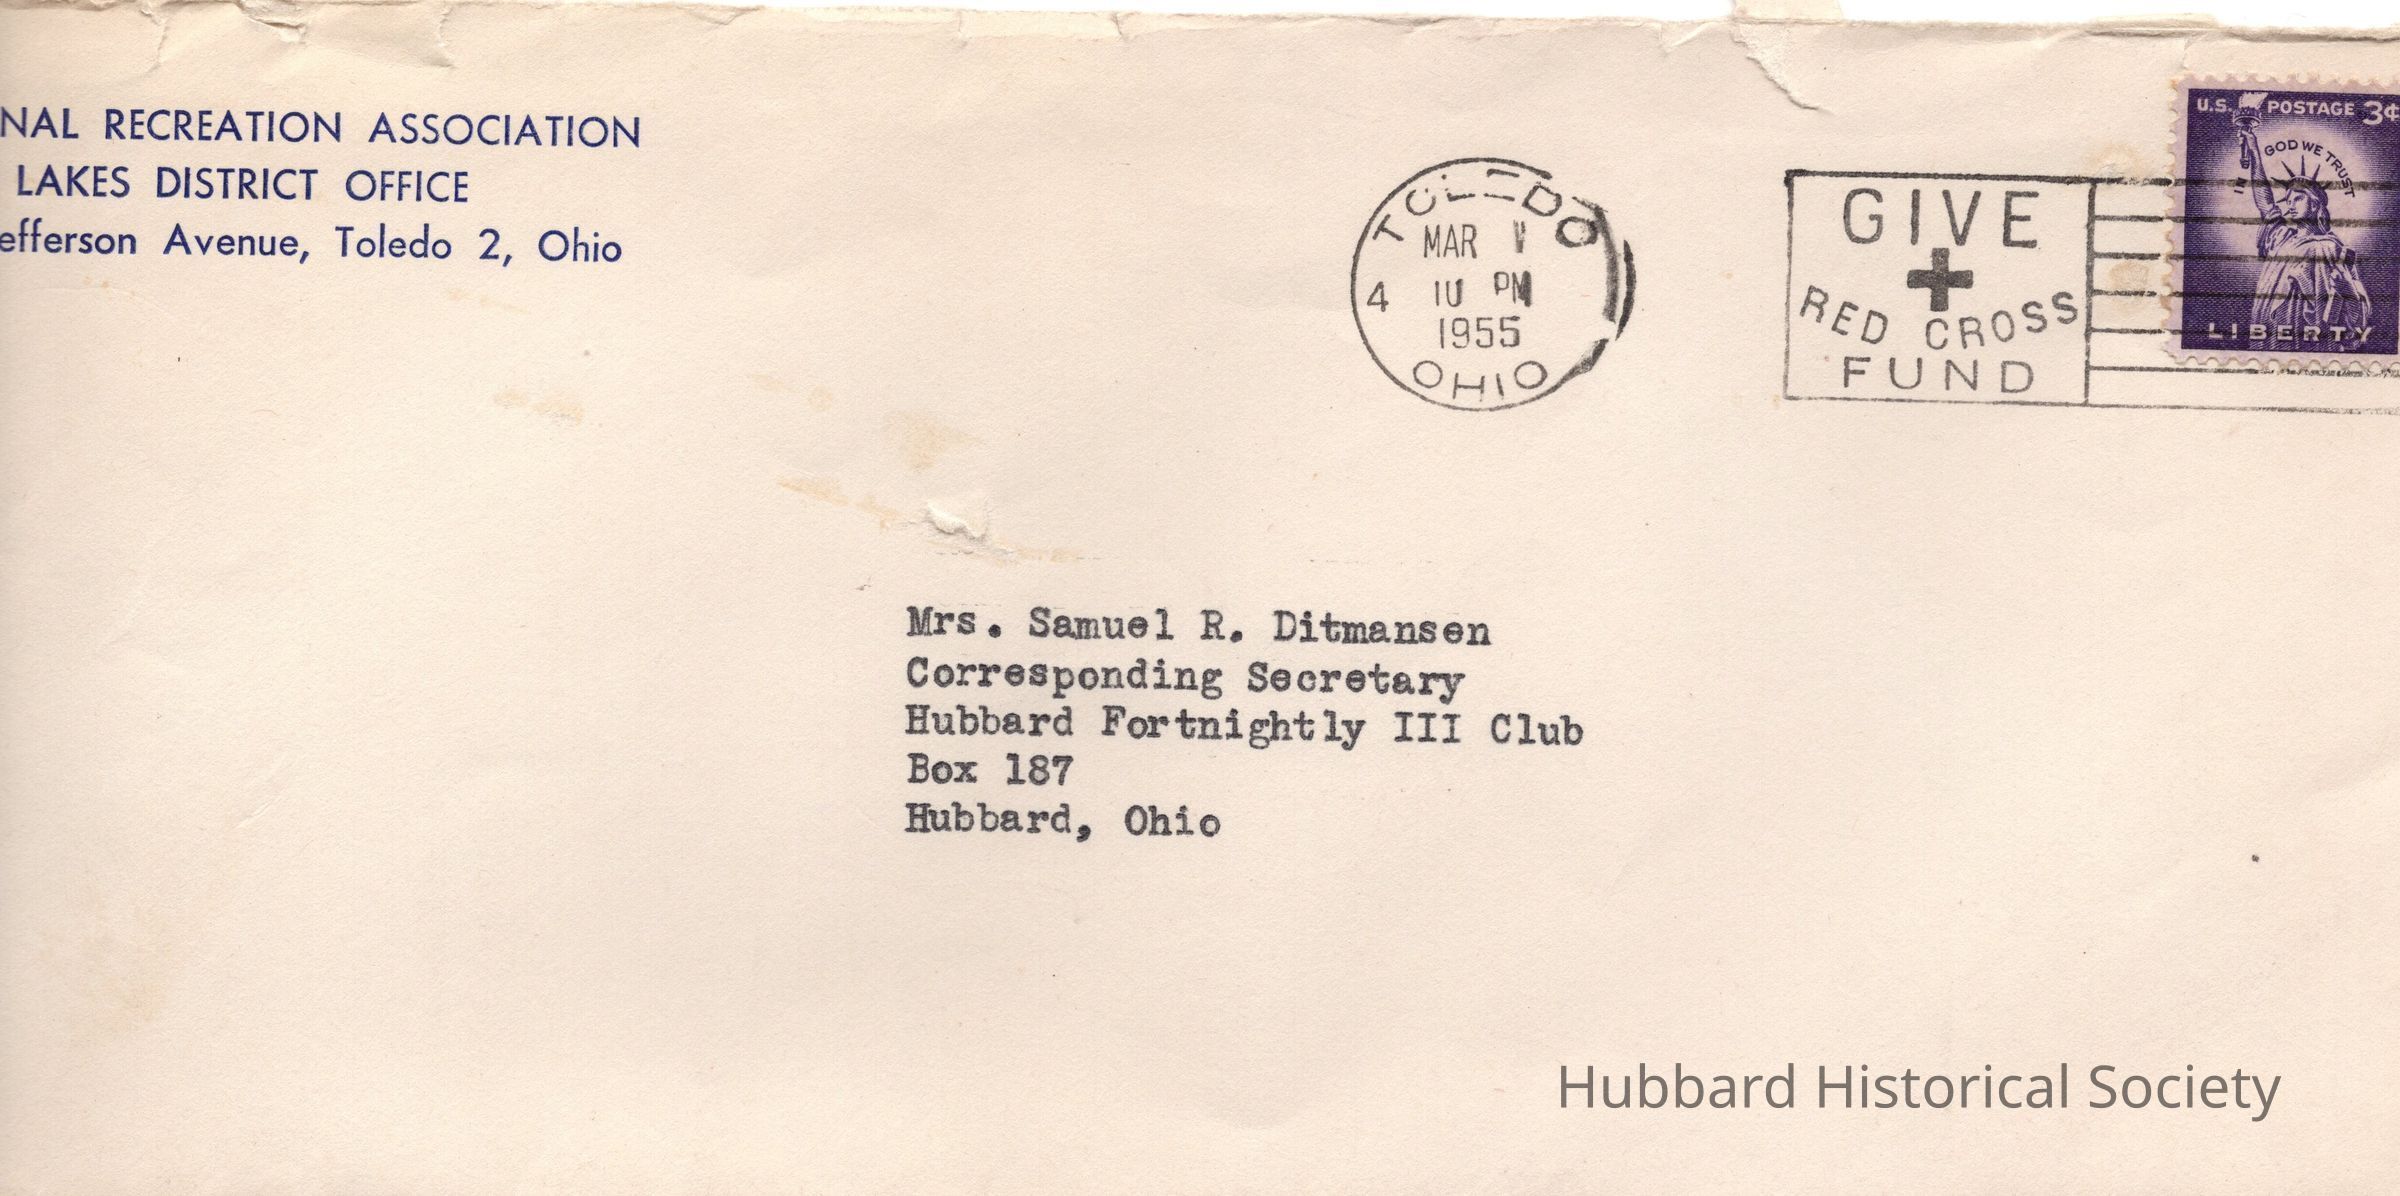 NAL RECREATION ASSOCIATION
LAKES DISTRICT OFFICE
efferson Avenue, Toledo 2, Ohio
TOLEDO
MAR
4 10 PM
1955
OHIO
GIVE
RED CROSS
FUND
U.S. POSTAGE 3¢
IN GOD WE TRUST
LIBERTY
Mrs. Samuel R. Ditmansen
Corresponding Secretary
Hubbard Fortnightly III Club
Box 187
Hubbard, Ohio
Hubbard Historical Society